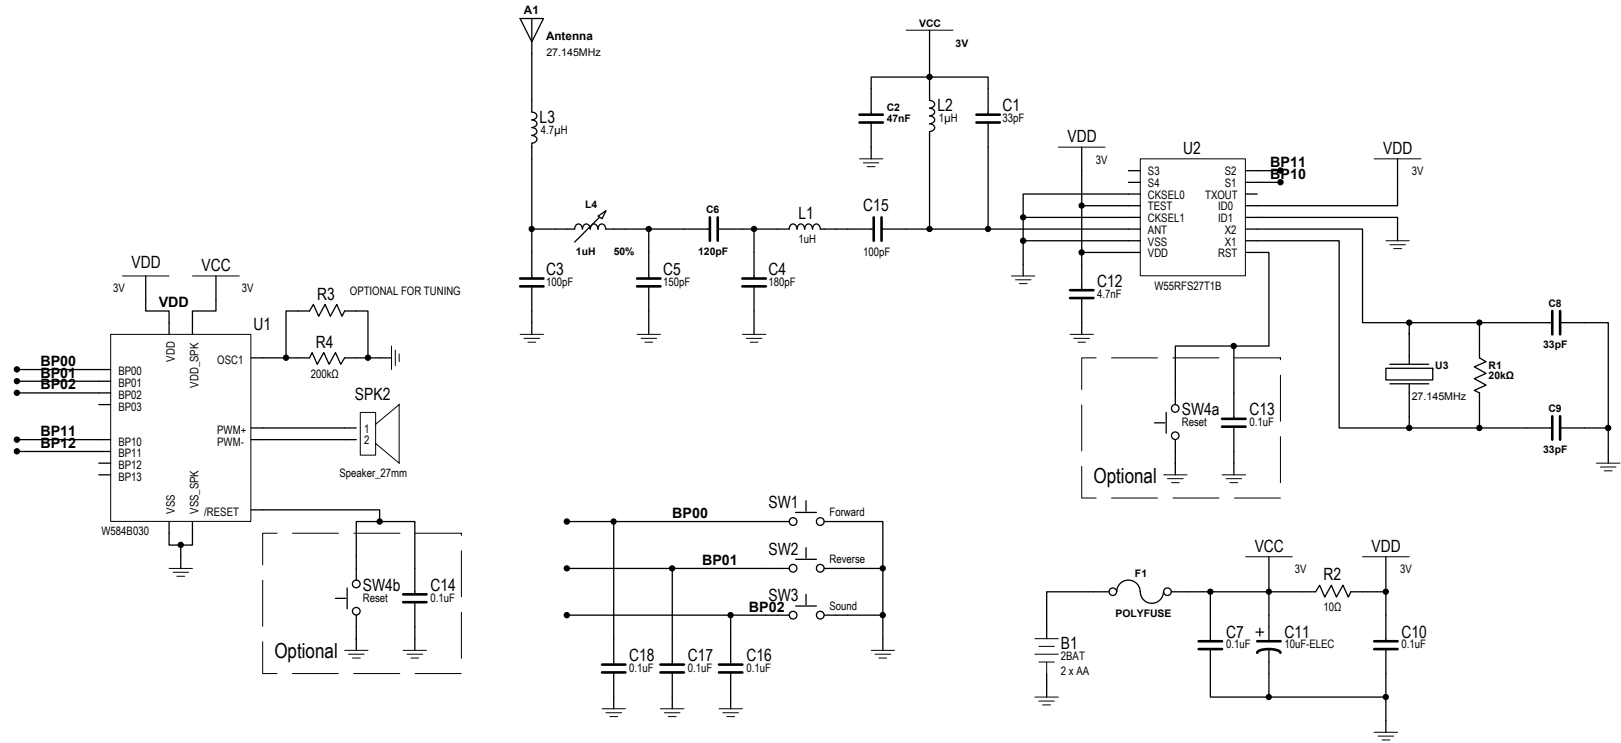 A1
Antenna
27.145MHz
L3
4.7µH
L4
1uH
50%
C3
100pF
C5
150pF
C6
120pF
C4
180pF
L1
1uH
C15
100pF
VCC
3V
C2
47nF
L2
1µH
C1
33pF
VDD
3V
U2
S3
S4
CKSEL0
TEST
CKSEL1
ANT
VSS
VDD
S2
S1
TXOUT
ID0
ID1
X2
X1
RST
W55RFS27T1B
BP11
BP10
VDD
3V
C12
4.7nF
C8
33pF
U3
27.145MHz
R1
20kΩ
C9
33pF
SW4a
Reset
C13
0.1uF
Optional
VDD
3V
VCC
3V
VDD
U1
R3
OPTIONAL FOR TUNING
R4
200kΩ
BP00
BP01
BP02
BP11
BP12
BP00
BP01
BP02
BP03
BP10
BP11
BP12
BP13
VDD
VDD_SPK
OSC1
PWM+
PWM-
VSS
VSS_SPK
/RESET
W584B030
SPK2
1
2
Speaker_27mm
SW4b
Reset
C14
0.1uF
Optional
BP00
SW1
Forward
BP01
SW2
Reverse
BP02
SW3
Sound
C18
0.1uF
C17
0.1uF
C16
0.1uF
VCC
3V
VDD
3V
F1
POLYFUSE
R2
10Ω
B1
2BAT
2 x AA
C7
0.1uF
+
C11
10uF-ELEC
C10
0.1uF